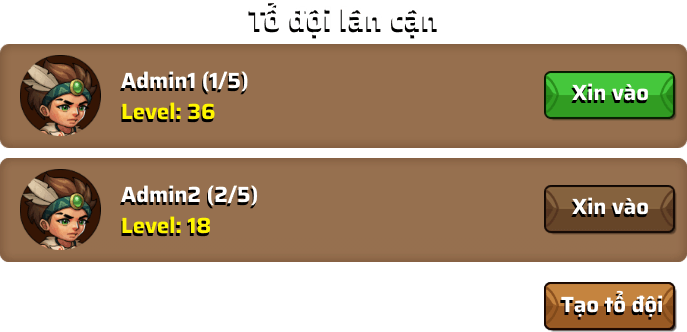 Tổ đội lân cận
Admin1 (1/5)
Level: 36
Xin vào
Admin2 (2/5)
Level: 18
Xin vào
Tạo tổ đội